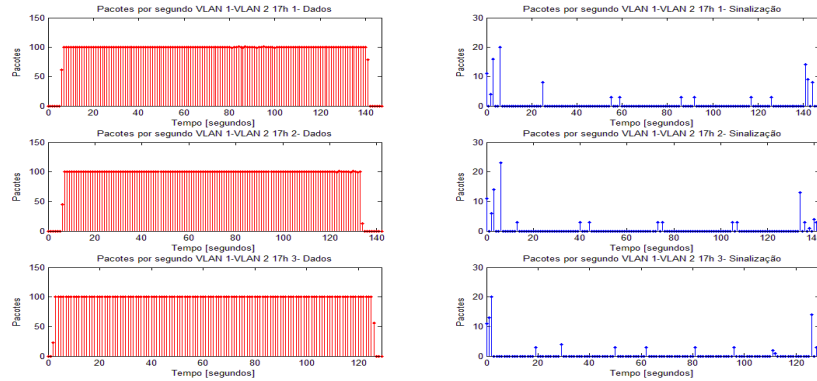 Pacotes por segundo VLAN 1-VLAN 2 17h 1- Dados
150
100
50
0
Pacotes
0 20 40 60 80 100 120 140
Tempo [segundos]
Pacotes por segundo VLAN 1-VLAN 2 17h 1- Sinalização
30
20
10
0
Pacotes
0 20 40 60 80 100 120 140
Tempo [segundos]
Pacotes por segundo VLAN 1-VLAN 2 17h 2- Dados
150
100
50
0
Pacotes
0 20 40 60 80 100 120 140
Tempo [segundos]
Pacotes por segundo VLAN 1-VLAN 2 17h 2- Sinalização
30
20
10
0
Pacotes
0 20 40 60 80 100 120 140
Tempo [segundos]
Pacotes por segundo VLAN 1-VLAN 2 17h 3- Dados
150
100
50
0
Pacotes
0 20 40 60 80 100 120
Tempo [segundos]
Pacotes por segundo VLAN 1-VLAN 2 17h 3- Sinalização
30
20
10
0
Pacotes
0 20 40 60 80 100 120
Tempo [segundos]